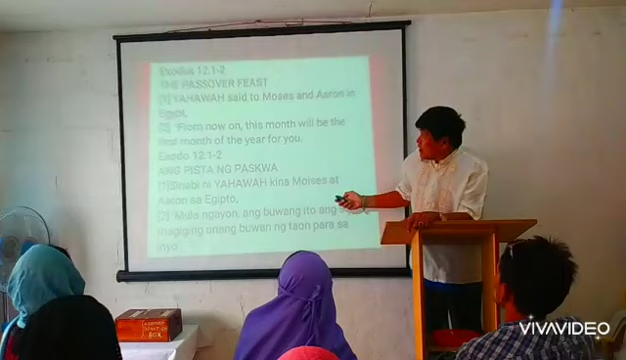 Exodus 12.1-2
THE PASSOVER FEAST
[1] YAHAWAH said to Moses and Aaron in
Egipt,
[2] "From now on, this month will be the
first month of the year for you.
Exodo 12.1-2
ANG PISTA NG PASKWA
[1]Sinabi ni YAHAWAH kina Moises at
Aaron sa Egipto,
[2] "Mula ngayon, ang buwang ito ang
magiging unang buwan ng taon para sa
inyo
BOX
VIVAVIDEO